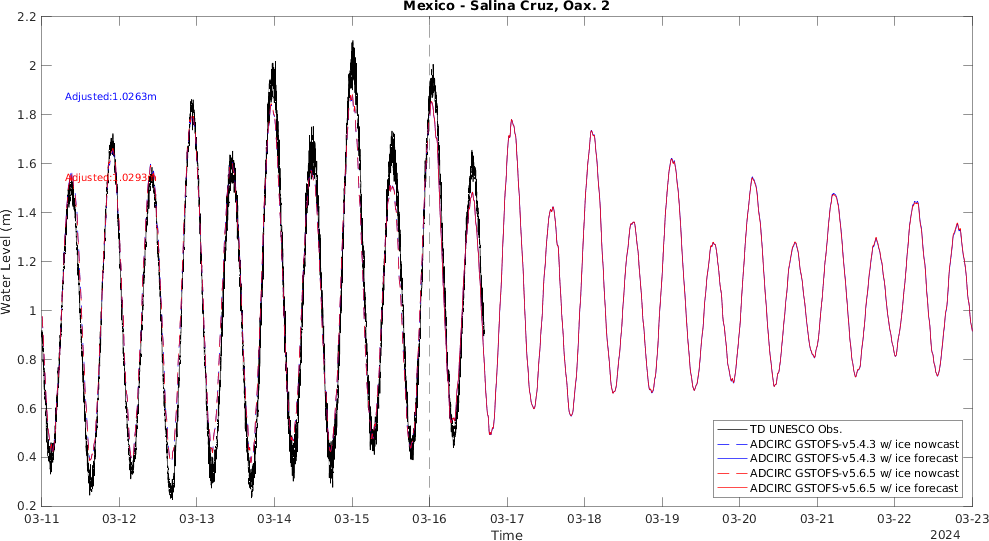 Mexico - Salina Cruz, Oax. 2
2.2
2
1.8
1.6
1.4
1.2
1
0.8
0.6
0.4
0.2
Water Level (m)
Adjusted:1.0263m
Adjusted:1.0293m
TD UNESCO Obs.
ADCIRC GSTOFS-v5.4.3 w/ ice nowcast
ADCIRC GSTOFS-v5.4.3 w/ ice forecast
ADCIRC GSTOFS-v5.6.5 w/ ice nowcast
ADCIRC GSTOFS-v5.6.5 w/ ice forecast
03-11 03-12 03-13 03-14 03-15 03-16 03-17 03-18 03-19 03-20 03-21 03-22 03-23
Time
2024